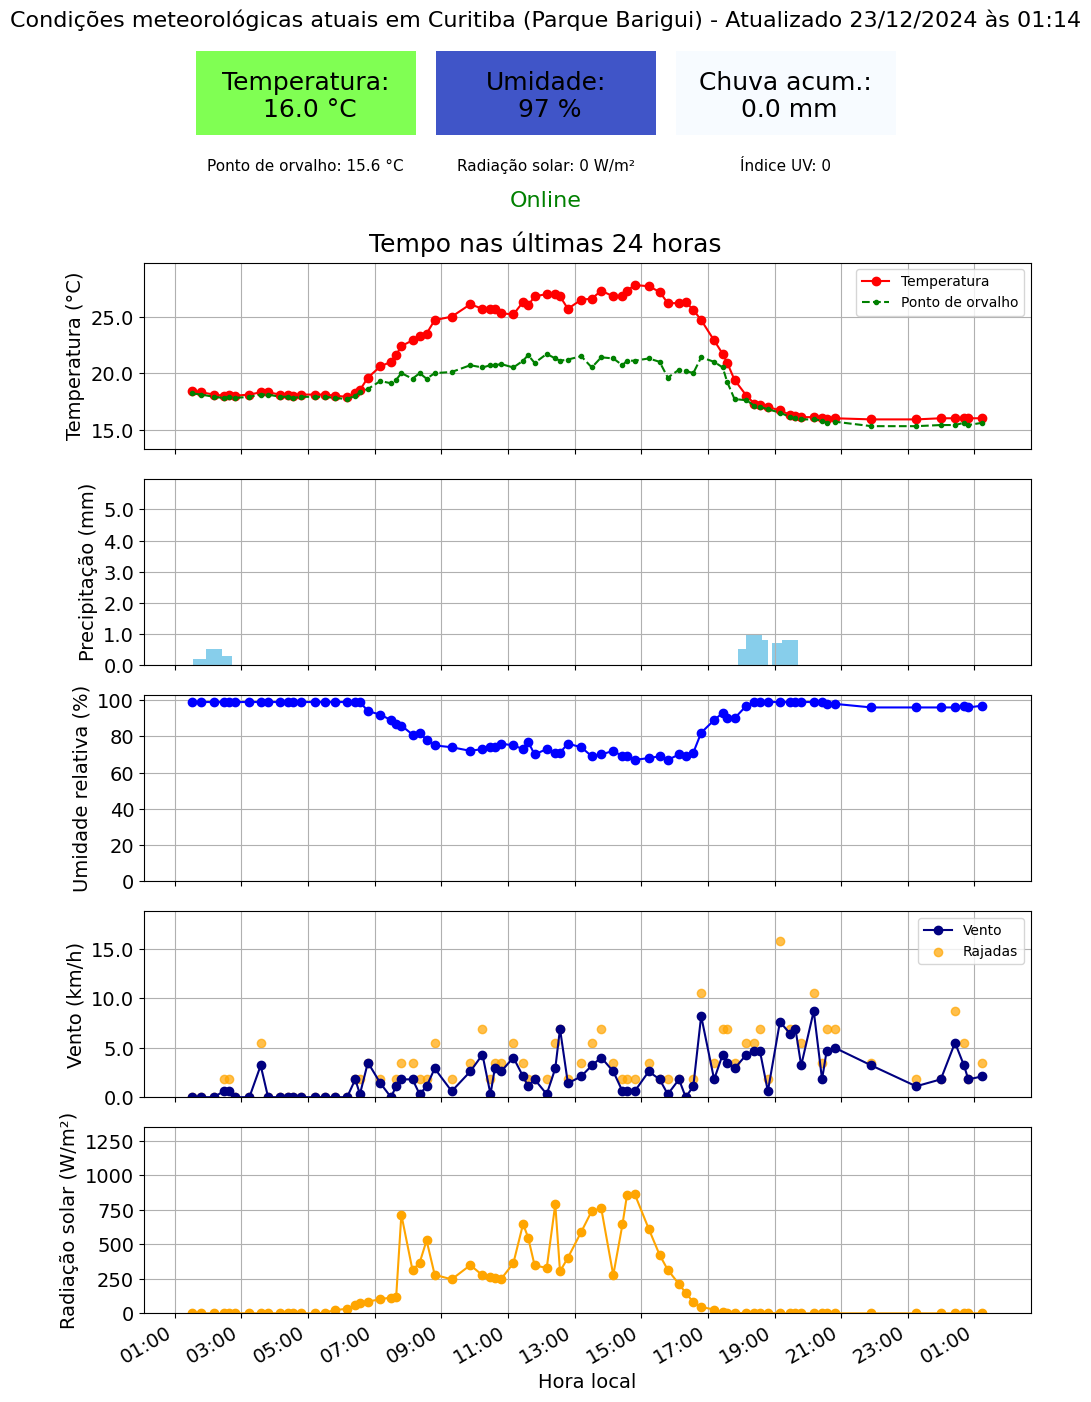 Condições meteorológicas atuais em Curitiba (Parque Barigui) - Atualizado 23/12/2024 às 01:14
Temperatura:
16.0 °C
Umidade:
97 %
Chuva acum.:
0.0 mm
Ponto de orvalho: 15.6 °C
Radiação solar: 0 W/m²
Índice UV: 0
Online
Tempo nas últimas 24 horas
Temperatura (°C)
25.0
20.0
15.0
Temperatura
Ponto de orvalho
Precipitação (mm)
5.0
4.0
3.0
2.0
1.0
0.0
Umidade relativa (%)
100
80
60
40
20
0
Vento (km/h)
15.0
10.0
5.0
0.0
Vento
Rajadas
Radiação solar (W/m²)
1250
1000
750
500
250
0
01:00 03:00 05:00 07:00 09:00 11:00 13:00 15:00 17:00 19:00 21:00 23:00 01:00
Hora local